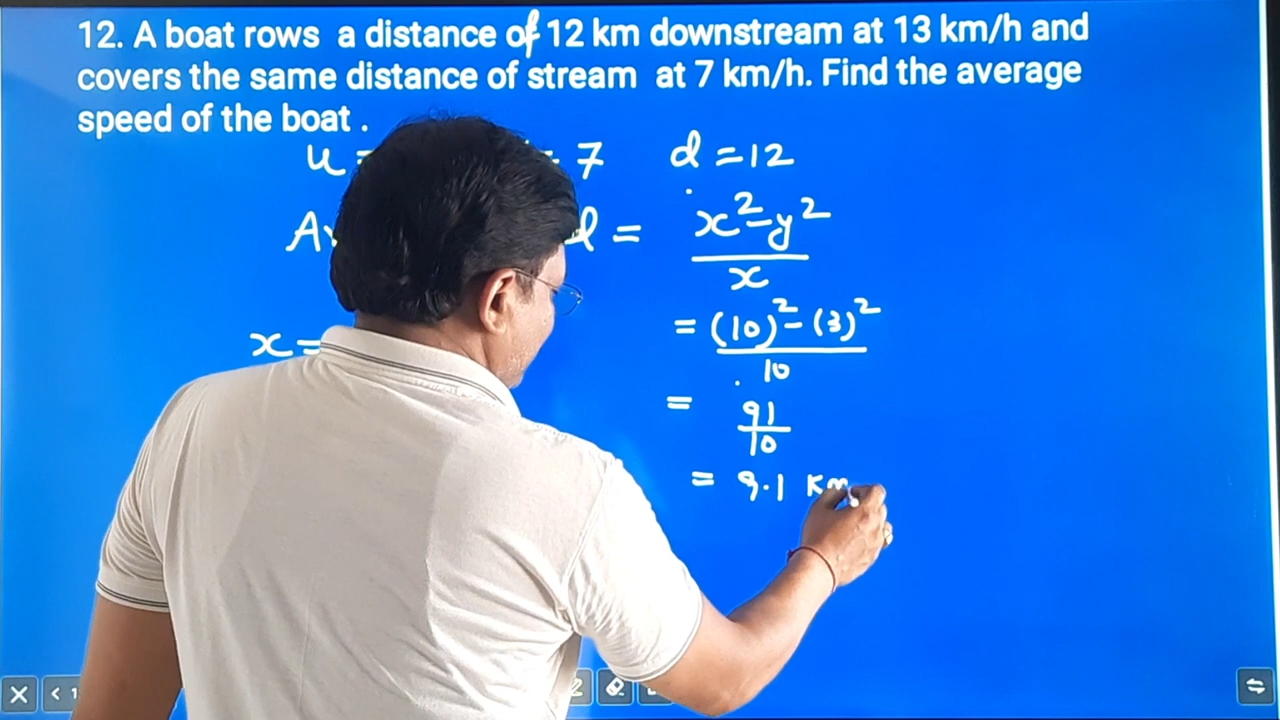 12. A boat rows a distance of 12 km downstream at 13 km/h and
covers the same distance of stream at 7 km/h. Find the average
speed of the boat .
u = = 7 d = 12
= x² - y² / x
x =
= (10)² - (3)² / 10
= 91 / 10
= 9.1 Km
< 1